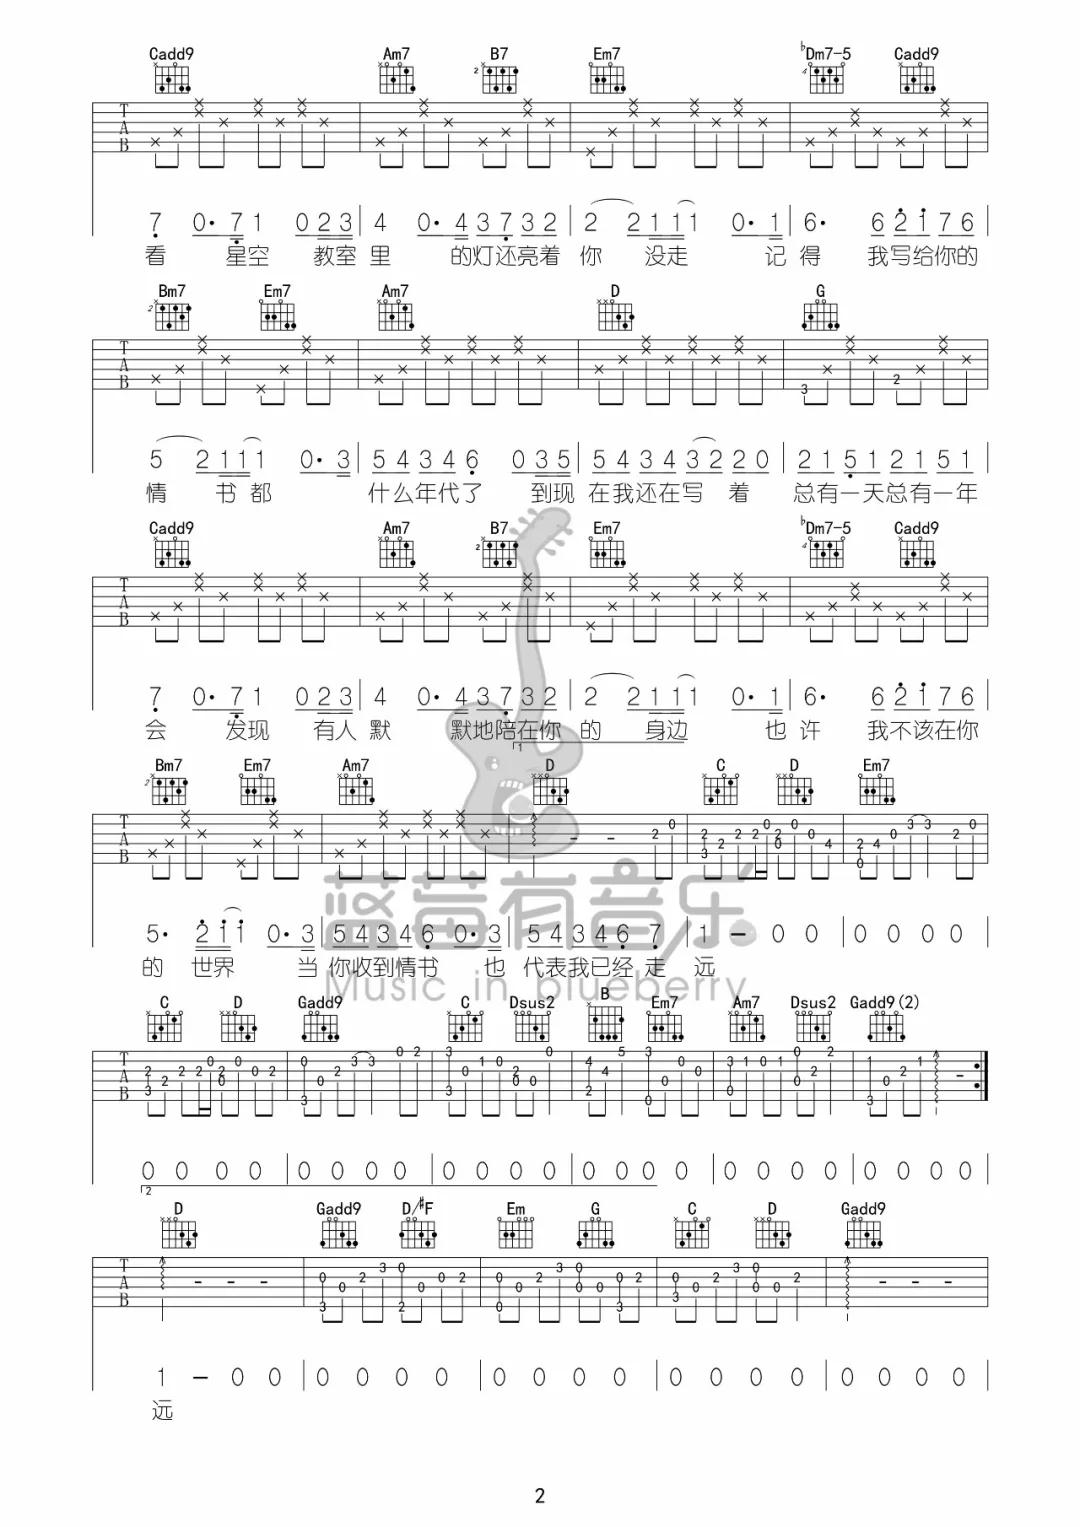 Cadd9 Am7 B7 Em7 ♭Dm7-5 Cadd9
7 0· 7 1 0 2 3 4 0· 4 3 7 3 2 2 2 1 1 1 0· 1 6· 6 2 1 7 6
看 星空 教室 里 的灯还亮着 你 没走 记 得 我写给你的
Bm7 Em7 Am7 D G
3 2
5 2 1 1 1 0· 3 5 4 3 4 6 0 3 5 5 4 3 4 3 2 2 0 2 1 5 1 2 1 5 1
情 书都 什么年代了 到现 在我还在写 着 总有一天总有一年
Cadd9 Am7 B7 Em7 ♭Dm7-5 Cadd9
7 0· 7 1 0 2 3 4 0· 4 3 7 3 2 2 2 1 1 1 0· 1 6· 6 2 1 7 6
会 发现 有人 默 默地陪在你 的 身边 也 许 我不该在你
1
Bm7 Em7 Am7 D C D Em7
5· 2 1 1 0· 3 5 4 3 4 6 0· 3 5 4 3 4 6 7 1 – 0 0 0 0 0 0
的 世界 当 你收到情书 也 代表我已经 走 远
蓝莓有音乐
Music in blueberry
C D Gadd9 C Dsus2 B Em7 Am7 Dsus2 Gadd9(2)
0 0 0 0 0 0 0 0 0 0 0 0 0 0 0 0 0 0 0 0 0 0 0 0
2
D Gadd9 D/♯F Em G C D Gadd9
1 – 0 0 0 0 0 0 0 0 0 0 0 0 0 0 0 0 0 0
远
2